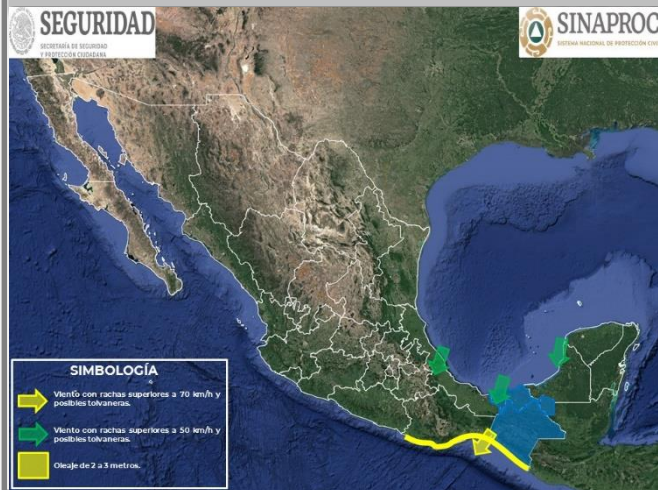 SEGURIDAD
SECRETARÍA DE SEGURIDAD
Y PROTECCIÓN CIUDADANA
SINAPROC
SISTEMA NACIONAL DE PROTECCIÓN CIVI
SIMBOLOGÍA
Viento con rachas superiores a 70 km/h y
posibles tolvaneras.
Viento con rachas superiores a 50 km/h y
posibles tolvaneras.
Oleaje de 2 a 3 metros.